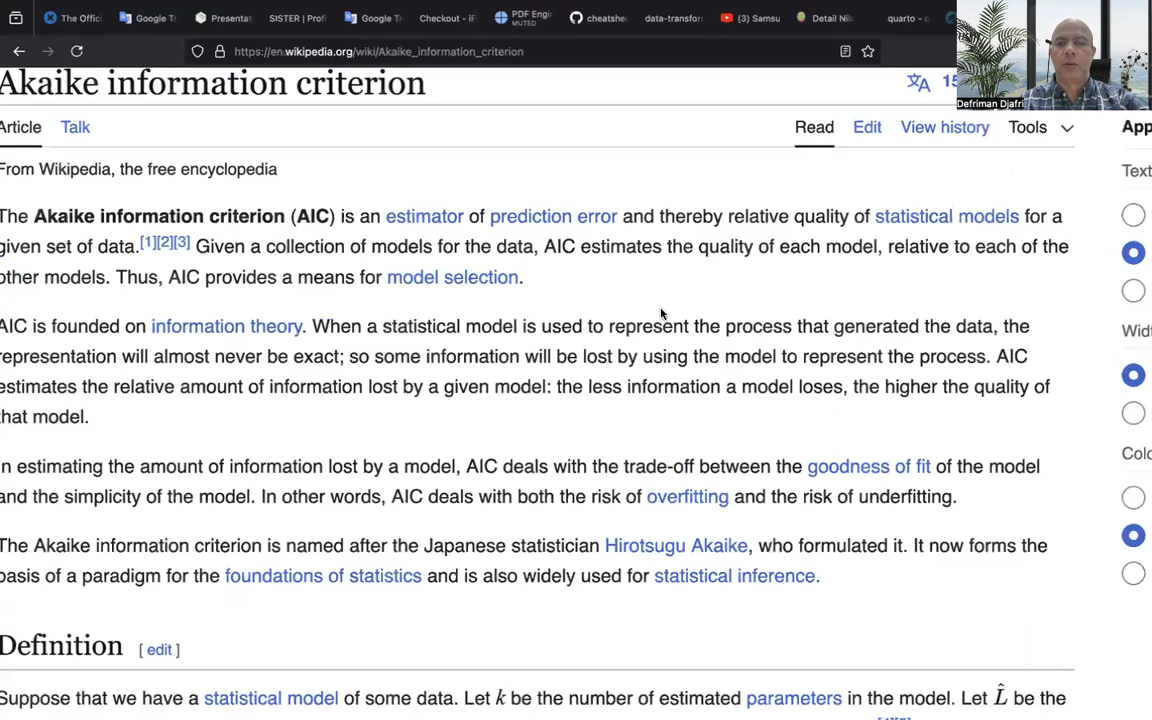 The Offici
Google Tr
Presentat
SISTER | Prof
Google Tr
Checkout - iF
PDF Engi
MUTED
cheatshe
data-transfor
(3) Samsu
Detail Nila
quarto - q
https://en.wikipedia.org/wiki/Akaike_information_criterion
Defriman Djafri
Akaike information criterion
15
Article Talk Read Edit View history Tools
App
From Wikipedia, the free encyclopedia
Text
The Akaike information criterion (AIC) is an estimator of prediction error and thereby relative quality of statistical models for a
given set of data.[1][2][3] Given a collection of models for the data, AIC estimates the quality of each model, relative to each of the
other models. Thus, AIC provides a means for model selection.
AIC is founded on information theory. When a statistical model is used to represent the process that generated the data, the
Widt
representation will almost never be exact; so some information will be lost by using the model to represent the process. AIC
estimates the relative amount of information lost by a given model: the less information a model loses, the higher the quality of
that model.
Colo
In estimating the amount of information lost by a model, AIC deals with the trade-off between the goodness of fit of the model
and the simplicity of the model. In other words, AIC deals with both the risk of overfitting and the risk of underfitting.
The Akaike information criterion is named after the Japanese statistician Hirotsugu Akaike, who formulated it. It now forms the
basis of a paradigm for the foundations of statistics and is also widely used for statistical inference.
Definition [ edit ]
Suppose that we have a statistical model of some data. Let k be the number of estimated parameters in the model. Let L̂ be the